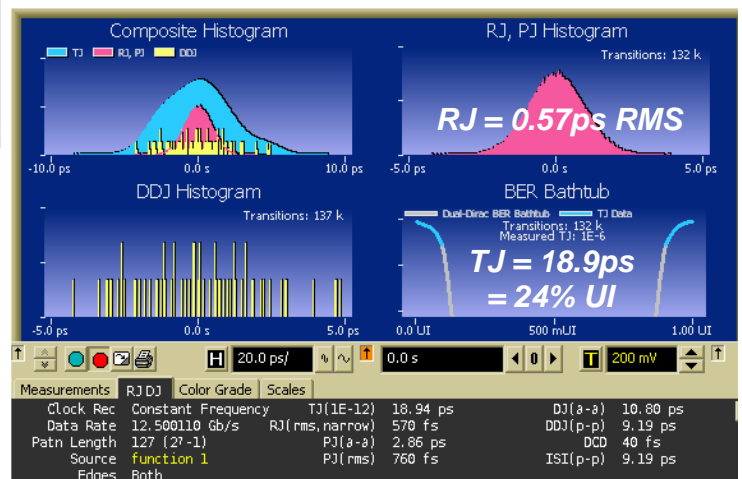 Composite Histogram
TJ RJ, PJ DDJ
-10.0 ps 0.0 s 10.0 ps
RJ, PJ Histogram
Transitions: 132 k
RJ = 0.57ps RMS
-5.0 ps 0.0 s 5.0 ps
DDJ Histogram
Transitions: 137 k
-5.0 ps 0.0 s 5.0 ps
BER Bathtub
Dual-Dirac BER Bathtub TJ Data
Transitions: 132 k
Measured TJ: 1E-6
TJ = 18.9ps
= 24% UI
0.0 UI 500 mUI 1.00 UI
H 20.0 ps/ 0.0 s 0 T 200 mV
Measurements RJDJ Color Grade Scales
Clock Rec Constant Frequency TJ(1E-12) 18.94 ps DJ(∂-∂) 10.80 ps
Data Rate 12.500110 Gb/s RJ(rms,narrow) 570 fs DDJ(p-p) 9.19 ps
Patn Length 127 (2⁷-1) PJ(∂-∂) 2.86 ps DCD 40 fs
Source function 1 PJ(rms) 760 fs ISI(p-p) 9.19 ps
Edges Both